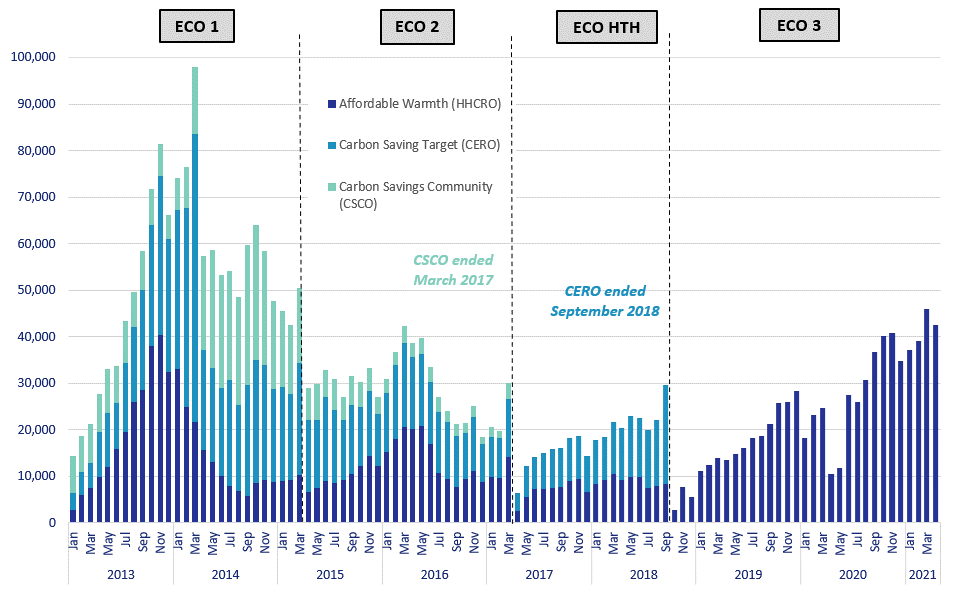 ECO 1
ECO 2
ECO HTH
ECO 3
100,000
90,000
80,000
70,000
60,000
50,000
40,000
30,000
20,000
10,000
0
Affordable Warmth (HHCRO)
Carbon Saving Target (CERO)
Carbon Savings Community
(CSCO)
CSCO ended
March 2017
CERO ended
September 2018
Jan Mar May Jul Sep Nov Jan Mar May Jul Sep Nov Jan Mar May Jul Sep Nov Jan Mar May Jul Sep Nov Jan Mar May Jul Sep Nov Jan Mar May Jul Sep Nov Jan Mar May Jul Sep Nov Jan Mar May Jul Sep Nov Jan Mar
2013 2014 2015 2016 2017 2018 2019 2020 2021